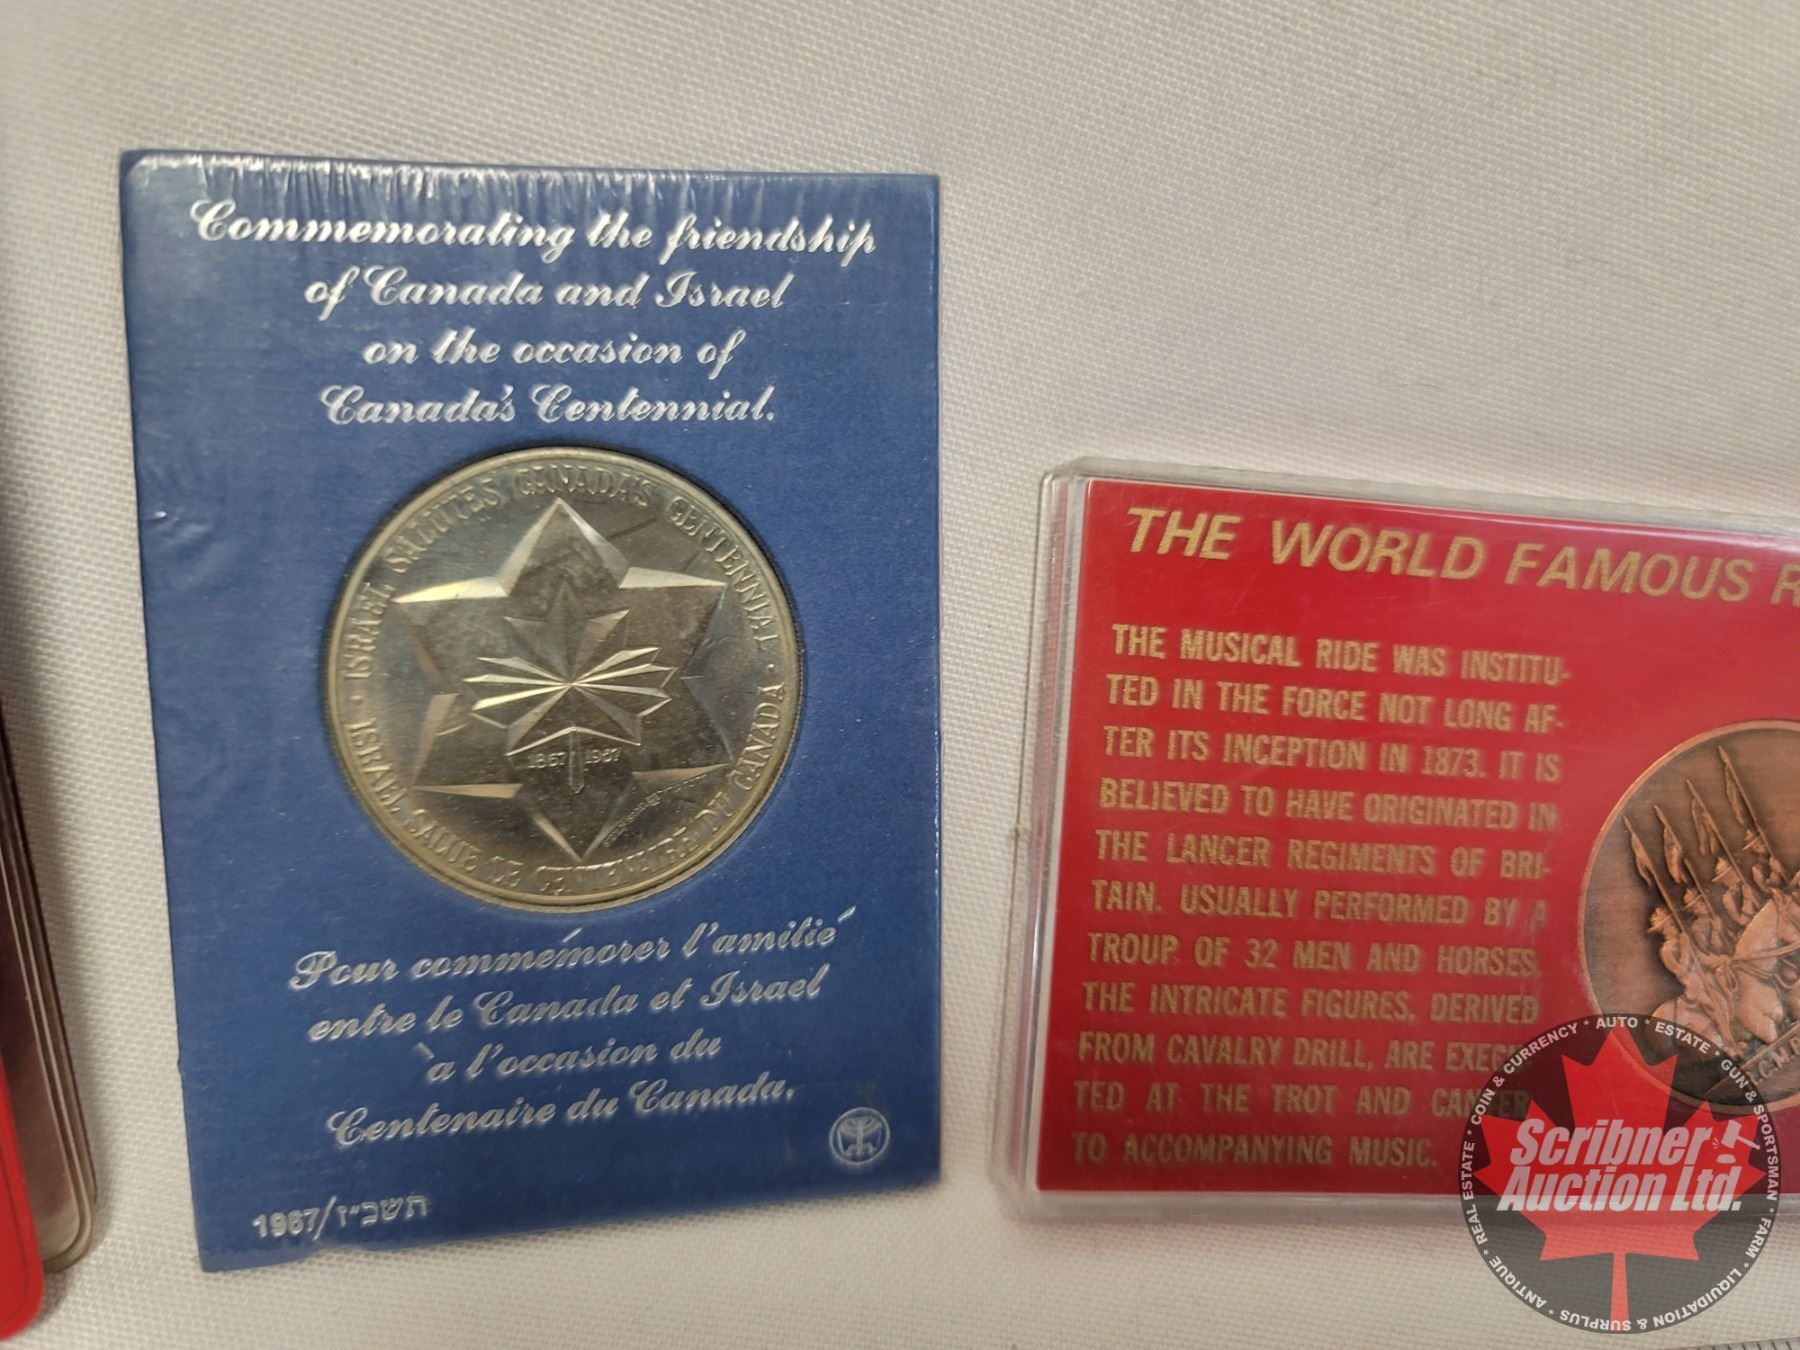 Commemorating the friendship
of Canada and Israel
on the occasion of
Canada's Centennial.
· ISRAEL SALUTES CANADA'S CENTENNIAL ·
ISRAEL SALUE LE CENTENAIRE DU CANADA
1867 1967
Pour commémorer l'amitié
entre le Canada et Israel
à l'occasion du
Centenaire du Canada.
1967/תשכ״ז
THE WORLD FAMOUS R
THE MUSICAL RIDE WAS INSTITU-
TED IN THE FORCE NOT LONG AF-
TER ITS INCEPTION IN 1873. IT IS
BELIEVED TO HAVE ORIGINATED IN
THE LANCER REGIMENTS OF BRI-
TAIN. USUALLY PERFORMED BY A
TROUP OF 32 MEN AND HORSES.
THE INTRICATE FIGURES, DERIVED
FROM CAVALRY DRILL, ARE EXECU-
TED AT THE TROT AND CANTER
TO ACCOMPANYING MUSIC.
Scribner
Auction Ltd.
* REAL ESTATE * COIN & CURRENCY * AUTO * ESTATE * GUN & SPORTSMAN * FARM * LIQUIDATION & SURPLUS * ANTIQUE